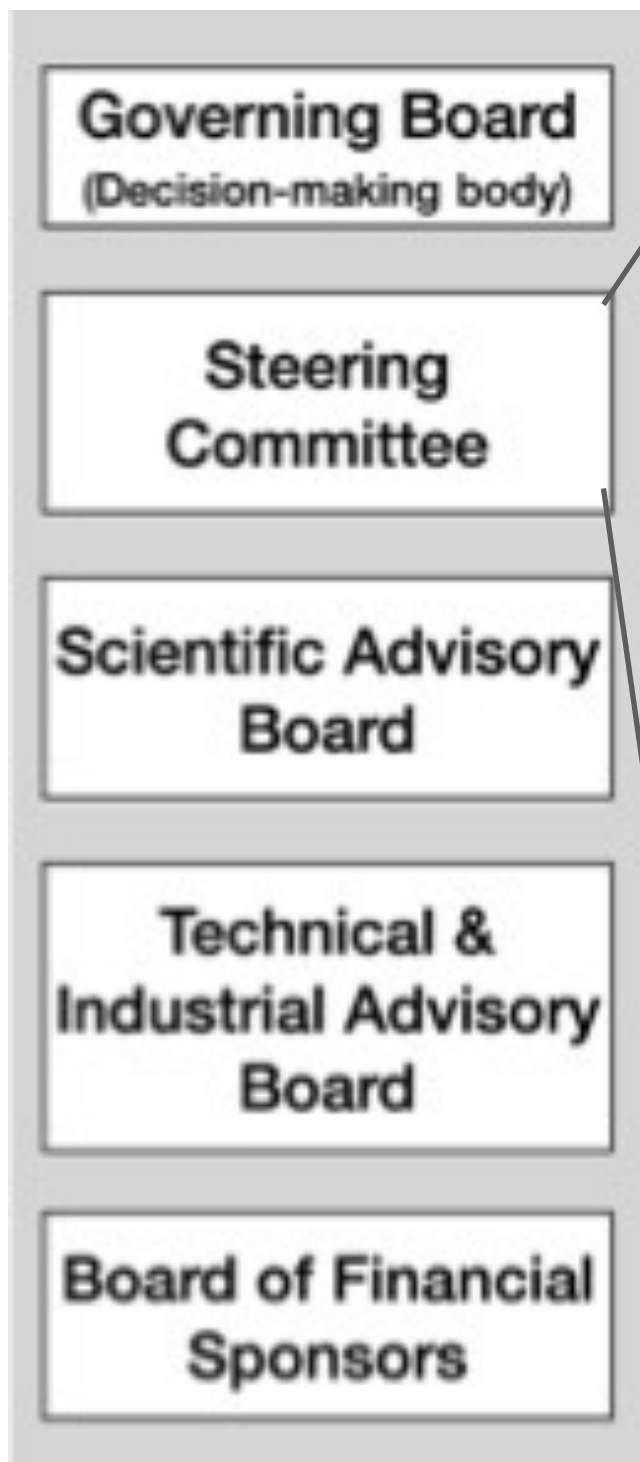 Governing Board
(Decision-making body)
Steering
Committee
Scientific Advisory
Board
Technical &
Industrial Advisory
Board
Board of Financial
Sponsors